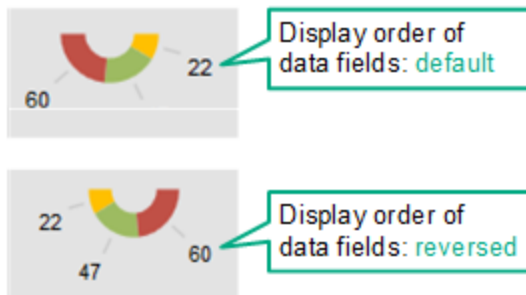 Display order of
data fields: default
22
60
Display order of
data fields: reversed
22
60
47